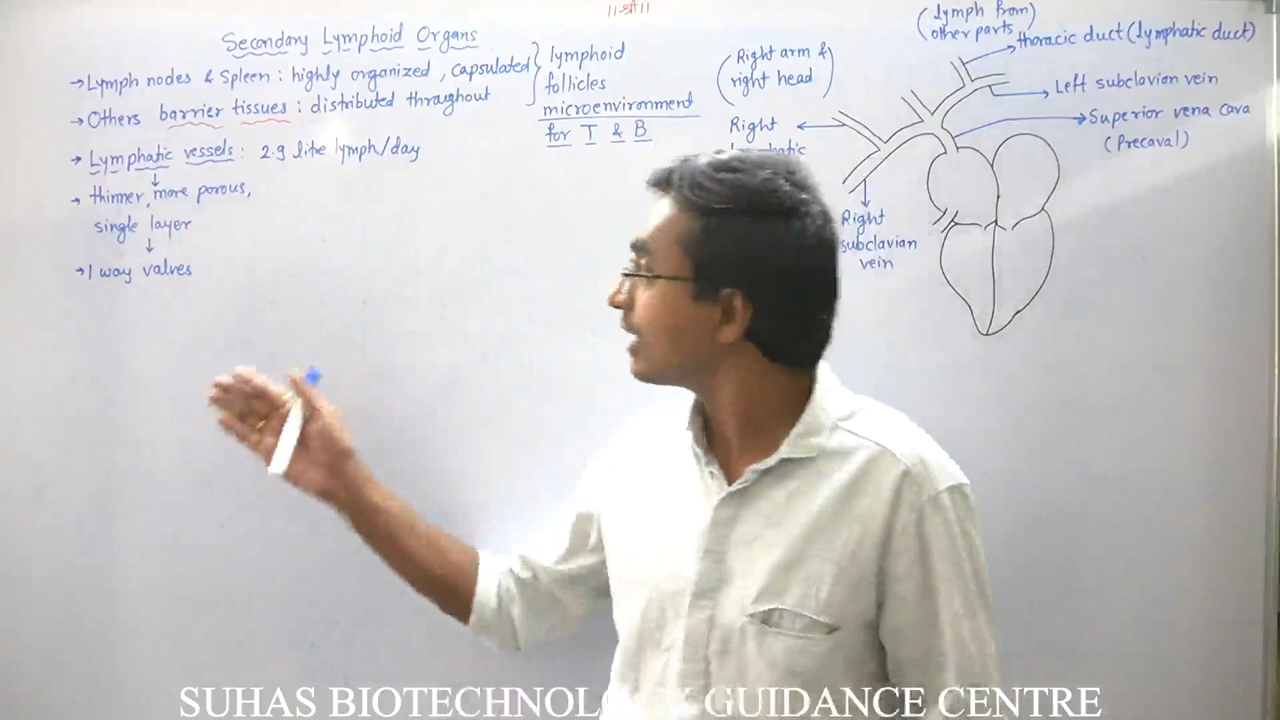 ॥श्री॥
Secondary Lymphoid Organs
→Lymph nodes & Spleen : highly organized, capsulated
→Others barrier tissues : distributed throughout
lymphoid
follicles
microenvironment
for T & B
→ Lymphatic vessels : 2.9 lite lymph/day
→ thinner, more porous,
single layer
→1 way valves
(lymph from)
other parts
thoracic duct (lymphatic duct)
(Right arm &
right head)
Left subclavion vein
Superior vena cava
(Precaval)
Right
Right
subclavian
vein
SUHAS BIOTECHNOLOGY GUIDANCE CENTRE